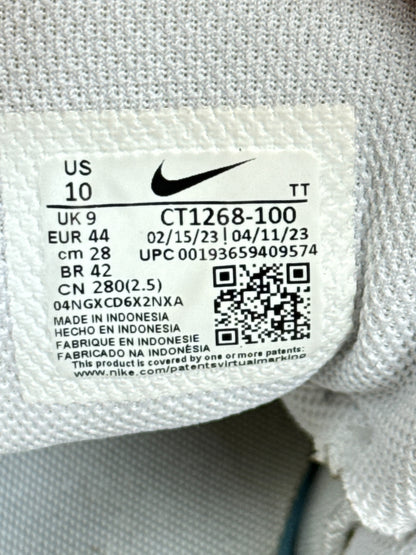 US
10
TT
UK 9
CT1268-100
EUR 44
02/15/23 | 04/11/23
cm 28
UPC 00193659409574
BR 42
CN 280(2.5)
04NGXCD6X2NXA
MADE IN INDONESIA
HECHO EN INDONESIA
FABRIQUE EN INDONESIE
FABRICADO NA INDONÉSIA
This product is covered by one or more patents:
www.nike.com/patentsvirtualmarking